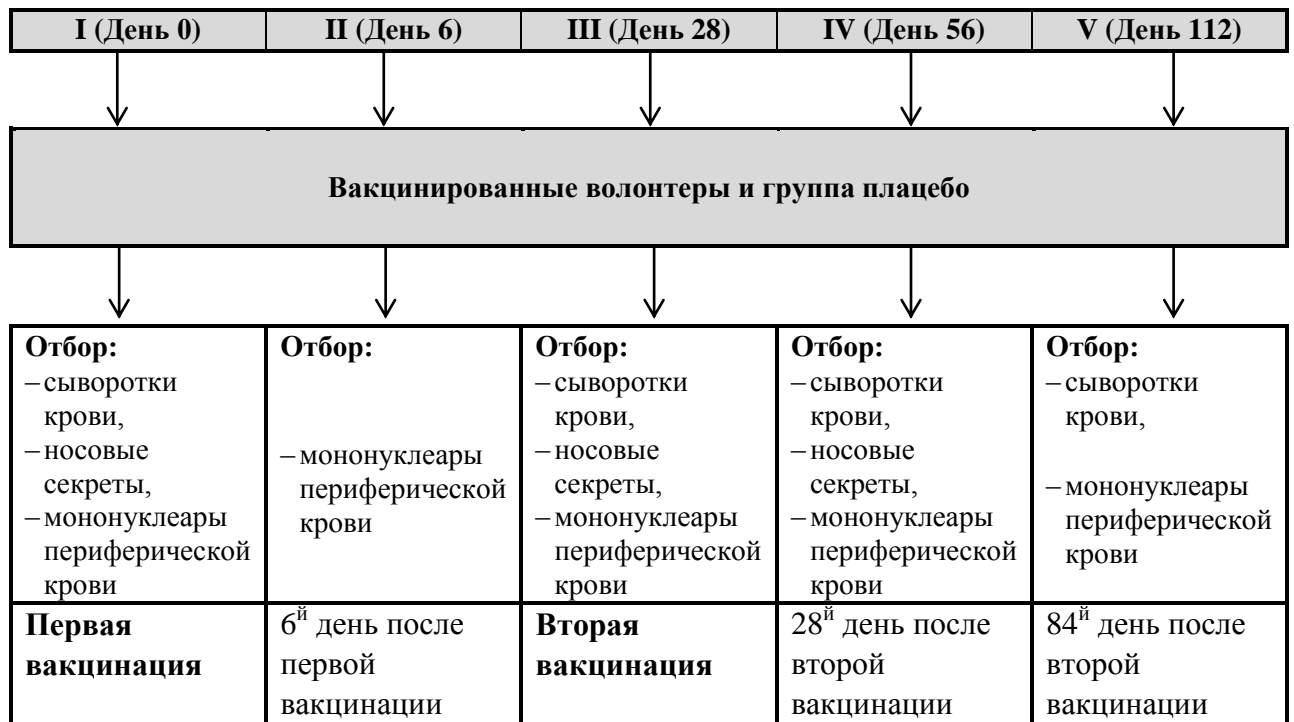 I (День 0) II (День 6) III (День 28) IV (День 56) V (День 112)
Вакцинированные волонтеры и группа плацебо
Отбор:
– сыворотки
крови,
– носовые
секреты,
– мононуклеары
периферической
крови
Отбор:
– мононуклеары
периферической
крови
Отбор:
– сыворотки
крови,
– носовые
секреты,
– мононуклеары
периферической
крови
Отбор:
– сыворотки
крови,
– носовые
секреты,
– мононуклеары
периферической
крови
Отбор:
– сыворотки
крови,
– мононуклеары
периферической
крови
Первая
вакцинация
6й день после
первой
вакцинации
Вторая
вакцинация
28й день после
второй
вакцинации
84й день после
второй
вакцинации